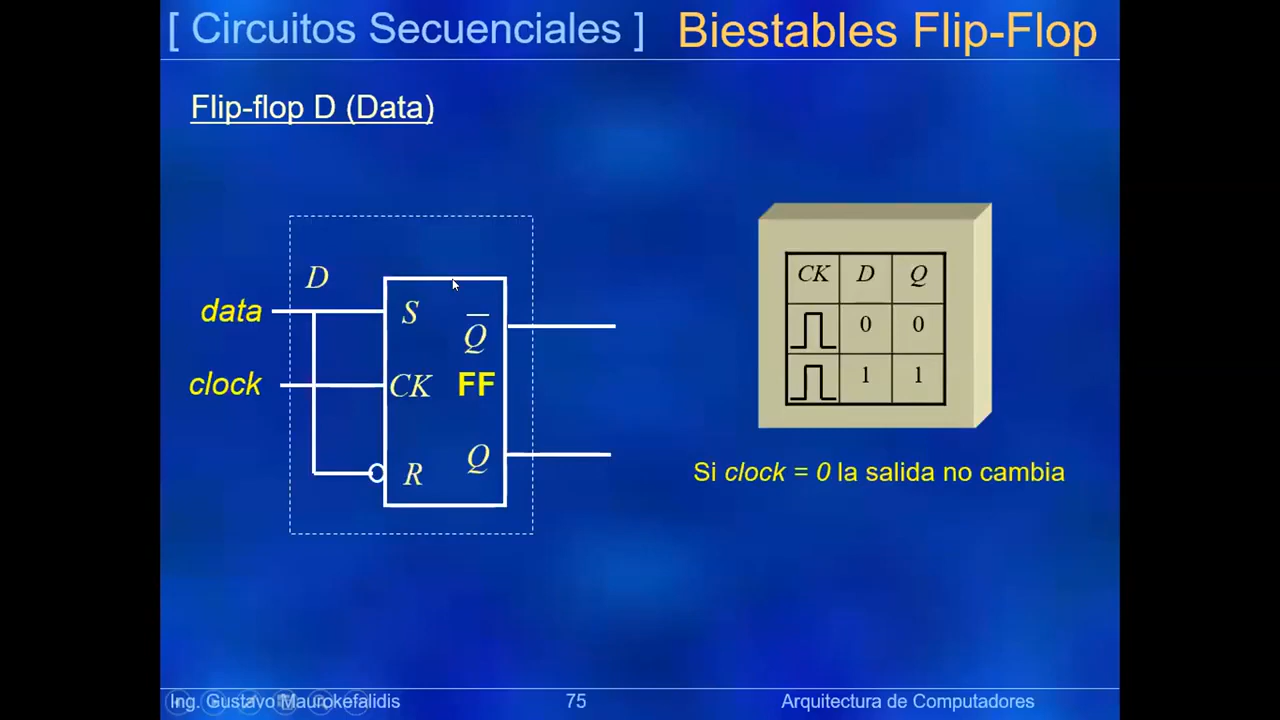 [ Circuitos Secuenciales ] Biestables Flip-Flop
Flip-flop D (Data)
D
data
S
Q
clock
CK FF
Q
R
CK D Q
0 0
1 1
Si clock = 0 la salida no cambia
Ing. Gustavo Maurokefalidis 75 Arquitectura de Computadores